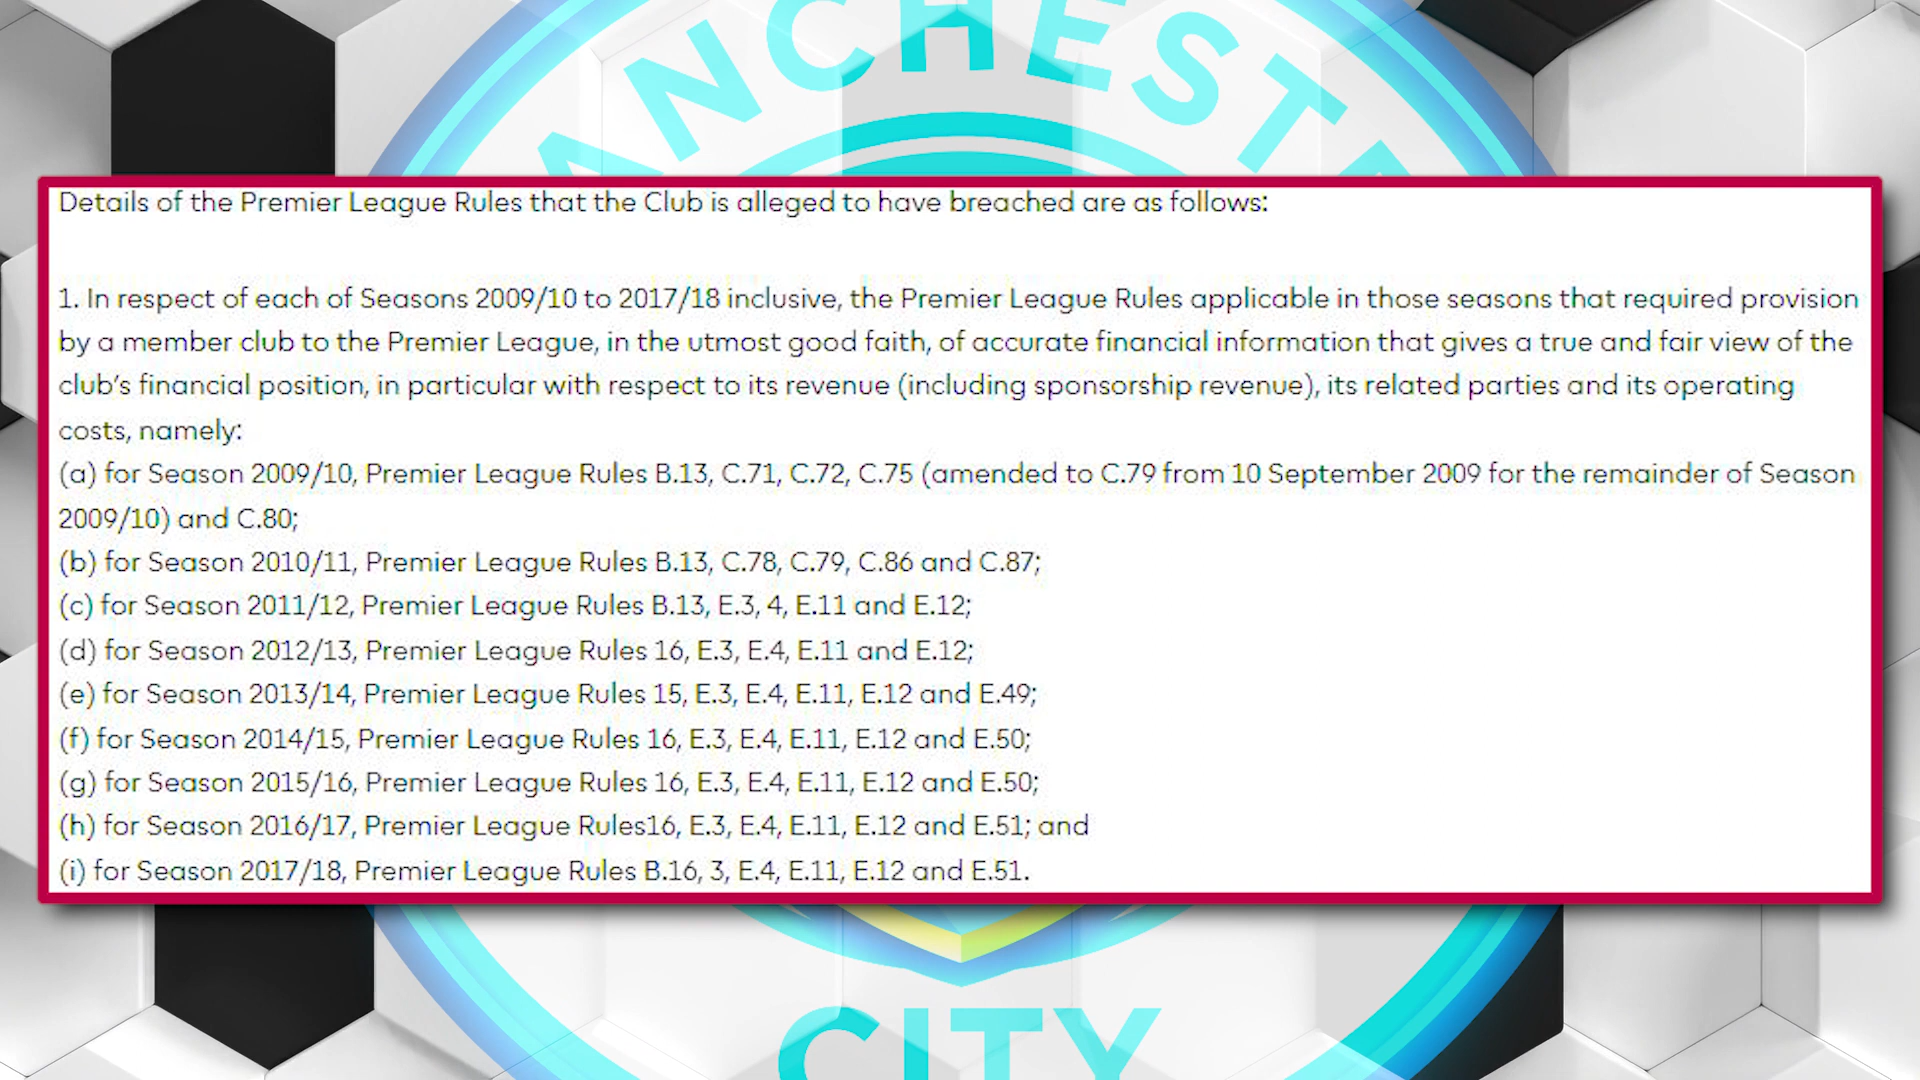 ANCHEST
Details of the Premier League Rules that the Club is alleged to have breached are as follows:
1. In respect of each of Seasons 2009/10 to 2017/18 inclusive, the Premier League Rules applicable in those seasons that required provision
by a member club to the Premier League, in the utmost good faith, of accurate financial information that gives a true and fair view of the
club's financial position, in particular with respect to its revenue (including sponsorship revenue), its related parties and its operating
costs, namely:
(a) for Season 2009/10, Premier League Rules B.13, C.71, C.72, C.75 (amended to C.79 from 10 September 2009 for the remainder of Season
2009/10) and C.80;
(b) for Season 2010/11, Premier League Rules B.13, C.78, C.79, C.86 and C.87;
(c) for Season 2011/12, Premier League Rules B.13, E.3, 4, E.11 and E.12;
(d) for Season 2012/13, Premier League Rules 16, E.3, E.4, E.11 and E.12;
(e) for Season 2013/14, Premier League Rules 15, E.3, E.4, E.11, E.12 and E.49;
(f) for Season 2014/15, Premier League Rules 16, E.3, E.4, E.11, E.12 and E.50;
(g) for Season 2015/16, Premier League Rules 16, E.3, E.4, E.11, E.12 and E.50;
(h) for Season 2016/17, Premier League Rules16, E.3, E.4, E.11, E.12 and E.51; and
(i) for Season 2017/18, Premier League Rules B.16, 3, E.4, E.11, E.12 and E.51.
CITY